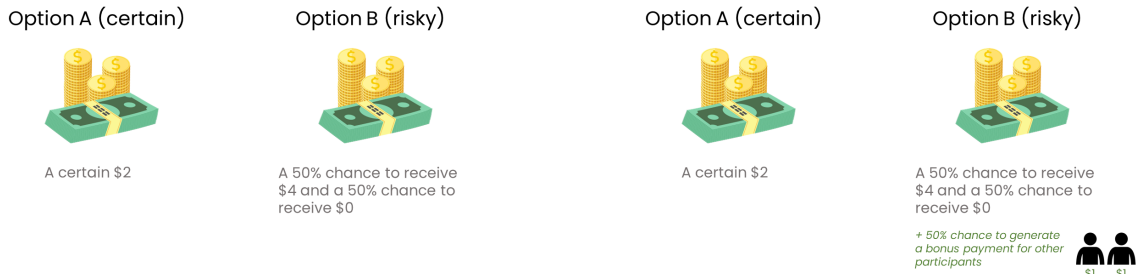 Option A (certain)
Option B (risky)
Option A (certain)
Option B (risky)
A certain $2
A 50% chance to receive
$4 and a 50% chance to
receive $0
A certain $2
A 50% chance to receive
$4 and a 50% chance to
receive $0
+ 50% chance to generate
a bonus payment for other
participants
$1 $1